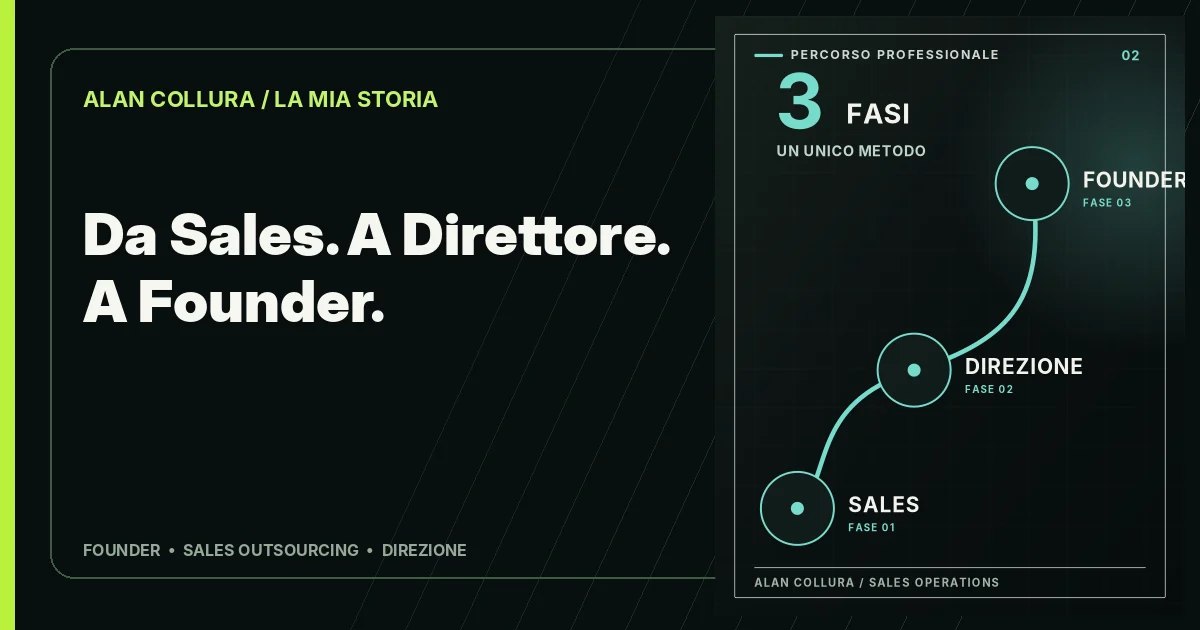 ALAN COLLURA / LA MIA STORIA
Da Sales. A Direttore.
A Founder.
FOUNDER • SALES OUTSOURCING • DIREZIONE
PERCORSO PROFESSIONALE
02
3 FASI
UN UNICO METODO
FOUNDER
FASE 03
DIREZIONE
FASE 02
SALES
FASE 01
ALAN COLLURA / SALES OPERATIONS